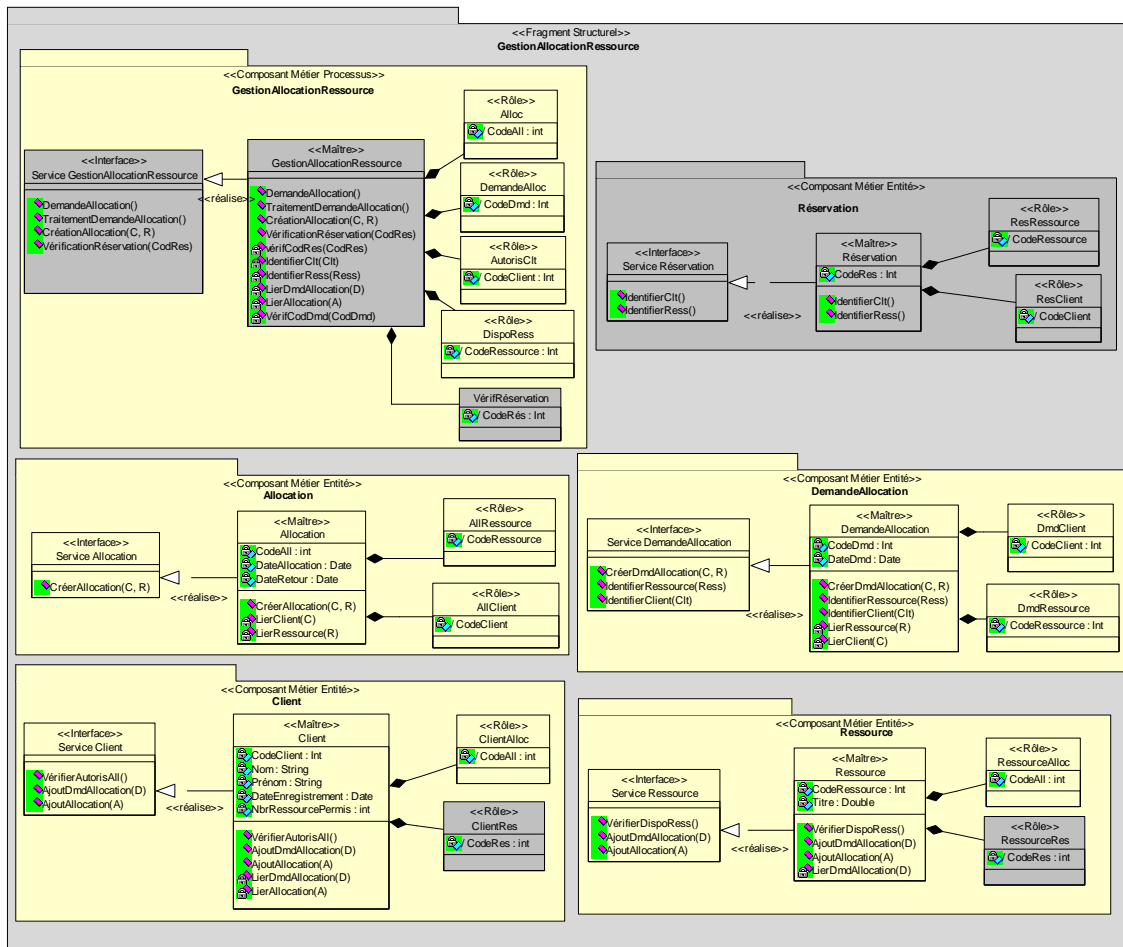 <<Fragment Structurel>>
GestionAllocationRessource
<<Composant Métier Processus>>
GestionAllocationRessource
<<Interface>>
Service GestionAllocationRessource
DemandeAllocation()
TraitementDemandeAllocation()
CréationAllocation(C, R)
VérificationRéservation(CodRes)
<<réalise>>
<<Maître>>
GestionAllocationRessource
DemandeAllocation()
TraitementDemandeAllocation()
CréationAllocation(C, R)
VérificationRéservation(CodRes)
vérifCodRes(CodRes)
IdentifierClt(Clt)
IdentifierRess(Ress)
LierDmdAllocation(D)
LierAllocation(A)
VérifCodDmd(CodDmd)
<<Rôle>>
Alloc
/ CodeAll : int
<<Rôle>>
DemandeAlloc
/ CodeDmd : Int
<<Rôle>>
AutorisClt
/ CodeClient : Int
<<Rôle>>
DispoRess
/ CodeRessource : Int
VérifRéservation
/ CodeRés : Int
<<Composant Métier Entité>>
Réservation
<<Interface>>
Service Réservation
IdentifierClt()
IdentifierRess()
<<réalise>>
<<Maître>>
Réservation
CodeRes : Int
IdentifierClt()
IdentifierRess()
<<Rôle>>
ResRessource
/ CodeRessource
<<Rôle>>
ResClient
/ CodeClient
<<Composant Métier Entité>>
Allocation
<<Interface>>
Service Allocation
CréerAllocation(C, R)
<<réalise>>
<<Maître>>
Allocation
CodeAll : int
DateAllocation : Date
DateRetour : Date
CréerAllocation(C, R)
LierClient(C)
LierRessource(R)
<<Rôle>>
AllRessource
/ CodeRessource
<<Rôle>>
AllClient
/ CodeClient
<<Composant Métier Entité>>
DemandeAllocation
<<Interface>>
Service DemandeAllocation
CréerDmdAllocation(C, R)
IdentifierRessource(Ress)
IdentifierClient(Clt)
<<réalise>>
<<Maître>>
DemandeAllocation
CodeDmd : Int
DateDmd : Date
CréerDmdAllocation(C, R)
IdentifierRessource(Ress)
IdentifierClient(Clt)
LierRessource(R)
LierClient(C)
<<Rôle>>
DmdClient
/ CodeClient : Int
<<Rôle>>
DmdRessource
/ CodeRessource : Int
<<Composant Métier Entité>>
Client
<<Interface>>
Service Client
VérifierAutorisAll()
AjoutDmdAllocation(D)
AjoutAllocation(A)
<<réalise>>
<<Maître>>
Client
CodeClient : Int
Nom : String
Prénom : String
DateEnregistrement : Date
NbrRessourcePermis : int
VérifierAutorisAll()
AjoutDmdAllocation(D)
AjoutAllocation(A)
LierDmdAllocation(D)
LierAllocation(A)
<<Rôle>>
ClientAlloc
/ CodeAll : int
<<Rôle>>
ClientRes
/ CodeRes : int
<<Composant Métier Entité>>
Ressource
<<Interface>>
Service Ressource
VérifierDispoRess()
AjoutDmdAllocation(D)
AjoutAllocation(A)
<<réalise>>
<<Maître>>
Ressource
CodeRessource : Int
Titre : Double
VérifierDispoRess()
AjoutDmdAllocation(D)
AjoutAllocation(A)
LierDmdAllocation(D)
<<Rôle>>
RessourceAlloc
/ CodeAll : int
<<Rôle>>
RessourceRes
/ CodeRes : int